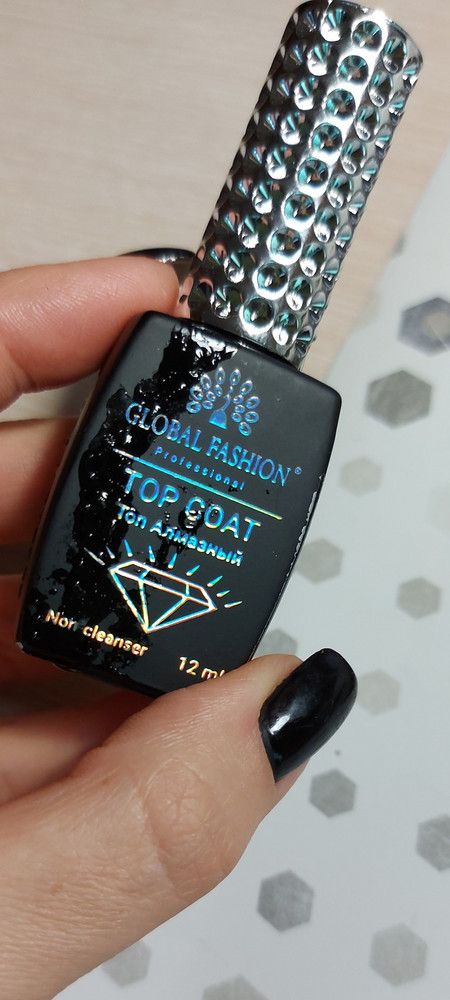 GLOBAL FASHION®
Professional
TOP COAT
Топ Алмазный
Non cleanser
12 ml